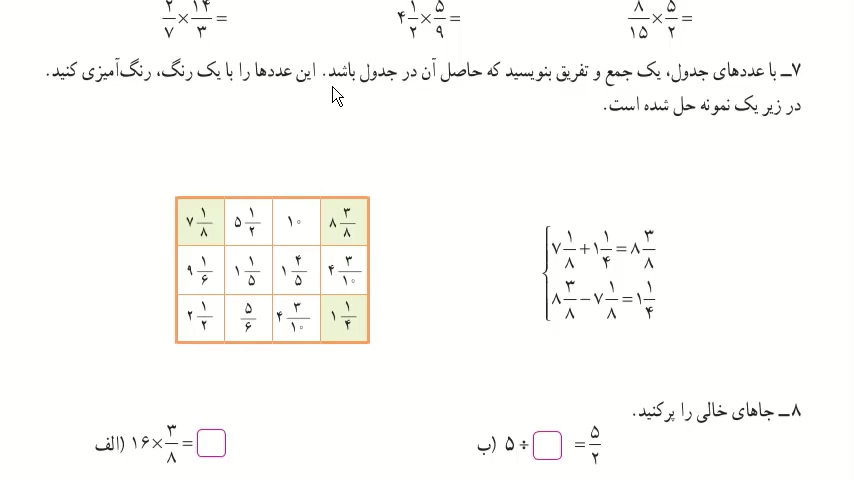 ۸/۱۵ × ۵/۲ =    ۴ ۱/۲ × ۵/۹ =    ۲/۷ × ۱۴/۳ =
۷ــ با عددهای جدول، یک جمع و تفریق بنویسید که حاصل آن در جدول باشد. این عددها را با یک رنگ، رنگ‌آمیزی کنید.
در زیر یک نمونه حل شده است.
۷ ۱/۸    ۵ ۱/۲    ۱۰    ۸ ۳/۸
۹ ۱/۶    ۱ ۱/۵    ۱ ۴/۵    ۴ ۳/۱۰
۲ ۱/۲    ۵/۶    ۴ ۳/۱۰    ۱ ۱/۴
۷ ۱/۸ + ۱ ۱/۴ = ۸ ۳/۸
۸ ۳/۸ − ۷ ۱/۸ = ۱ ۱/۴
۸ــ جاهای خالی را پر کنید.
الف) ۱۶ × ۳/۸ = □
ب) ۵ ÷ □ = ۵/۲